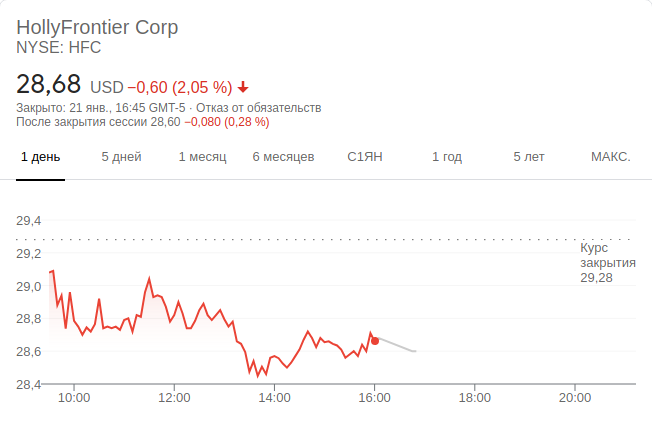 HollyFrontier Corp
NYSE: HFC
28,68 USD −0,60 (2,05 %)
Закрыто: 21 янв., 16:45 GMT-5 · Отказ от обязательств
После закрытия сессии 28,60 −0,080 (0,28 %)
1 день 5 дней 1 месяц 6 месяцев С1ЯН 1 год 5 лет МАКС.
29,4
29,2
29,0
28,8
28,6
28,4
Курс
закрытия
29,28
10:00 12:00 14:00 16:00 18:00 20:00